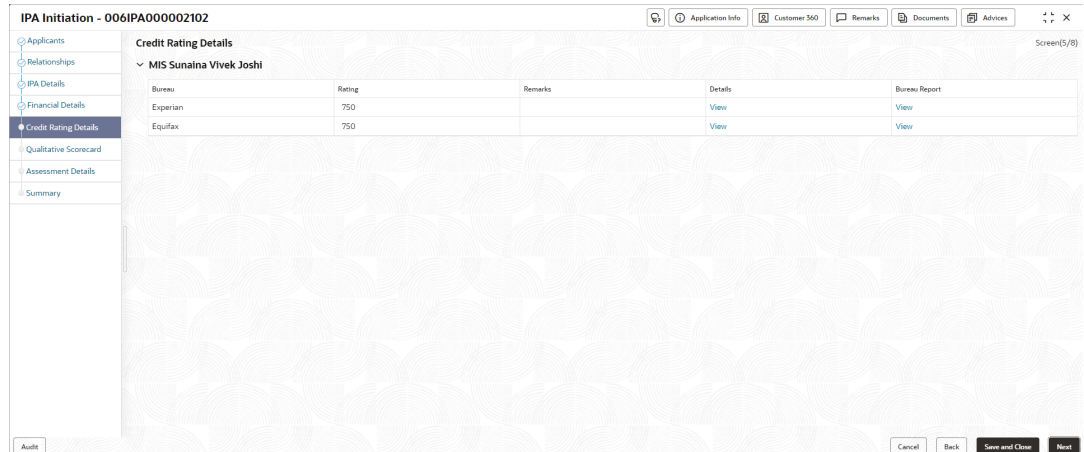 IPA Initiation - 006IPA000002102
Application Info
Customer 360
Remarks
Documents
Advices
Applicants
Relationships
IPA Details
Financial Details
Credit Rating Details
Qualitative Scorecard
Assessment Details
Summary
Credit Rating Details
Screen(5/8)
MIS Sunaina Vivek Joshi
Bureau Rating Remarks Details Bureau Report
Experian 750 View View
Equifax 750 View View
Audit
Cancel
Back
Save and Close
Next